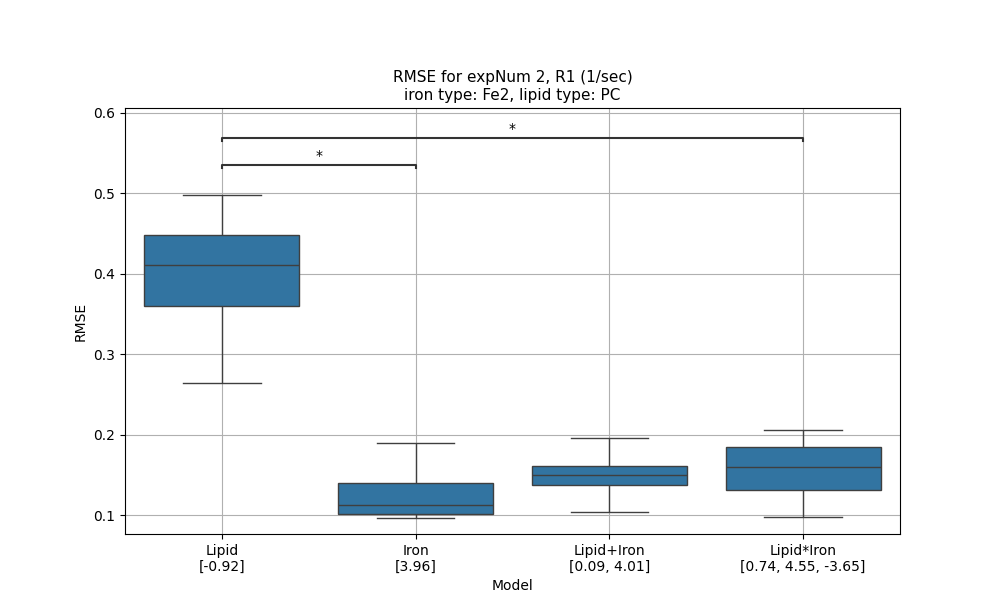 RMSE for expNum 2, R1 (1/sec)
iron type: Fe2, lipid type: PC
0.6
0.5
0.4
0.3
0.2
0.1
RMSE
*
*
Lipid
[-0.92]
Iron
[3.96]
Lipid+Iron
[0.09, 4.01]
Lipid*Iron
[0.74, 4.55, -3.65]
Model